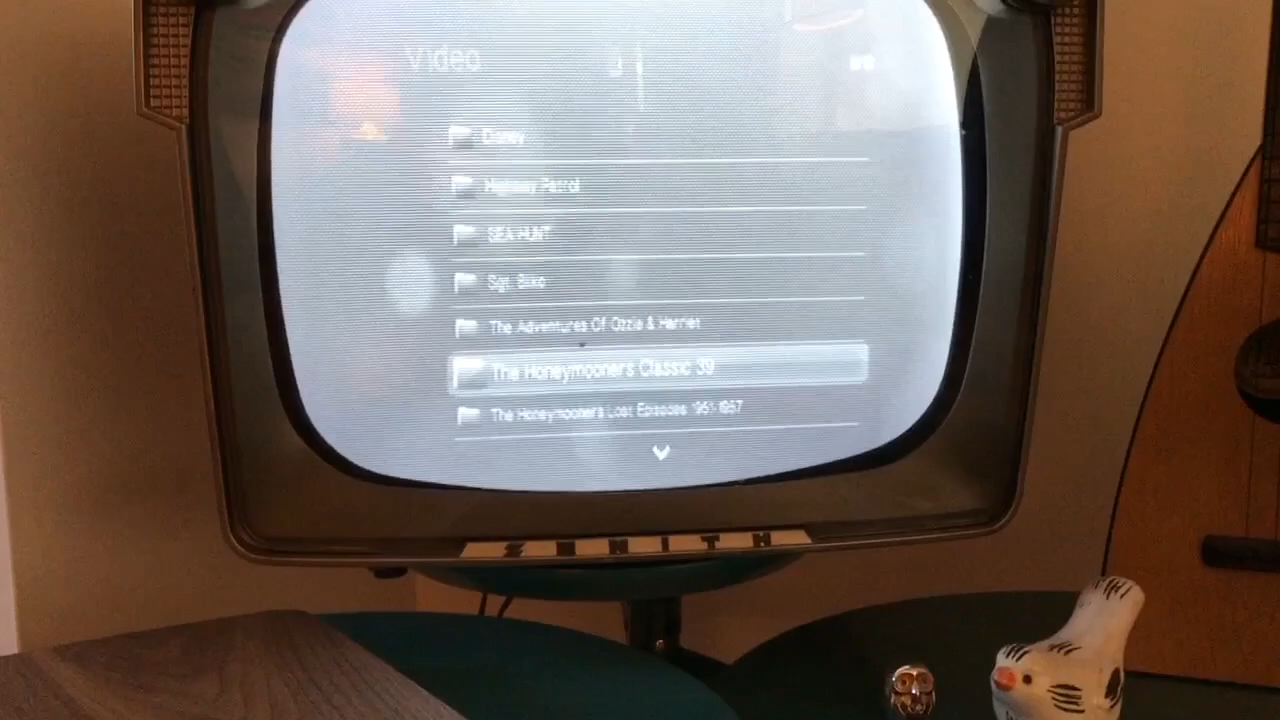 Video
Disney
Highway Patrol
SEA HUNT
Sgt. Bilko
The Adventures Of Ozzie & Harriet
The Honeymooners Classic 39
The Honeymooners Lost Episodes 1951-1957
ZENITH